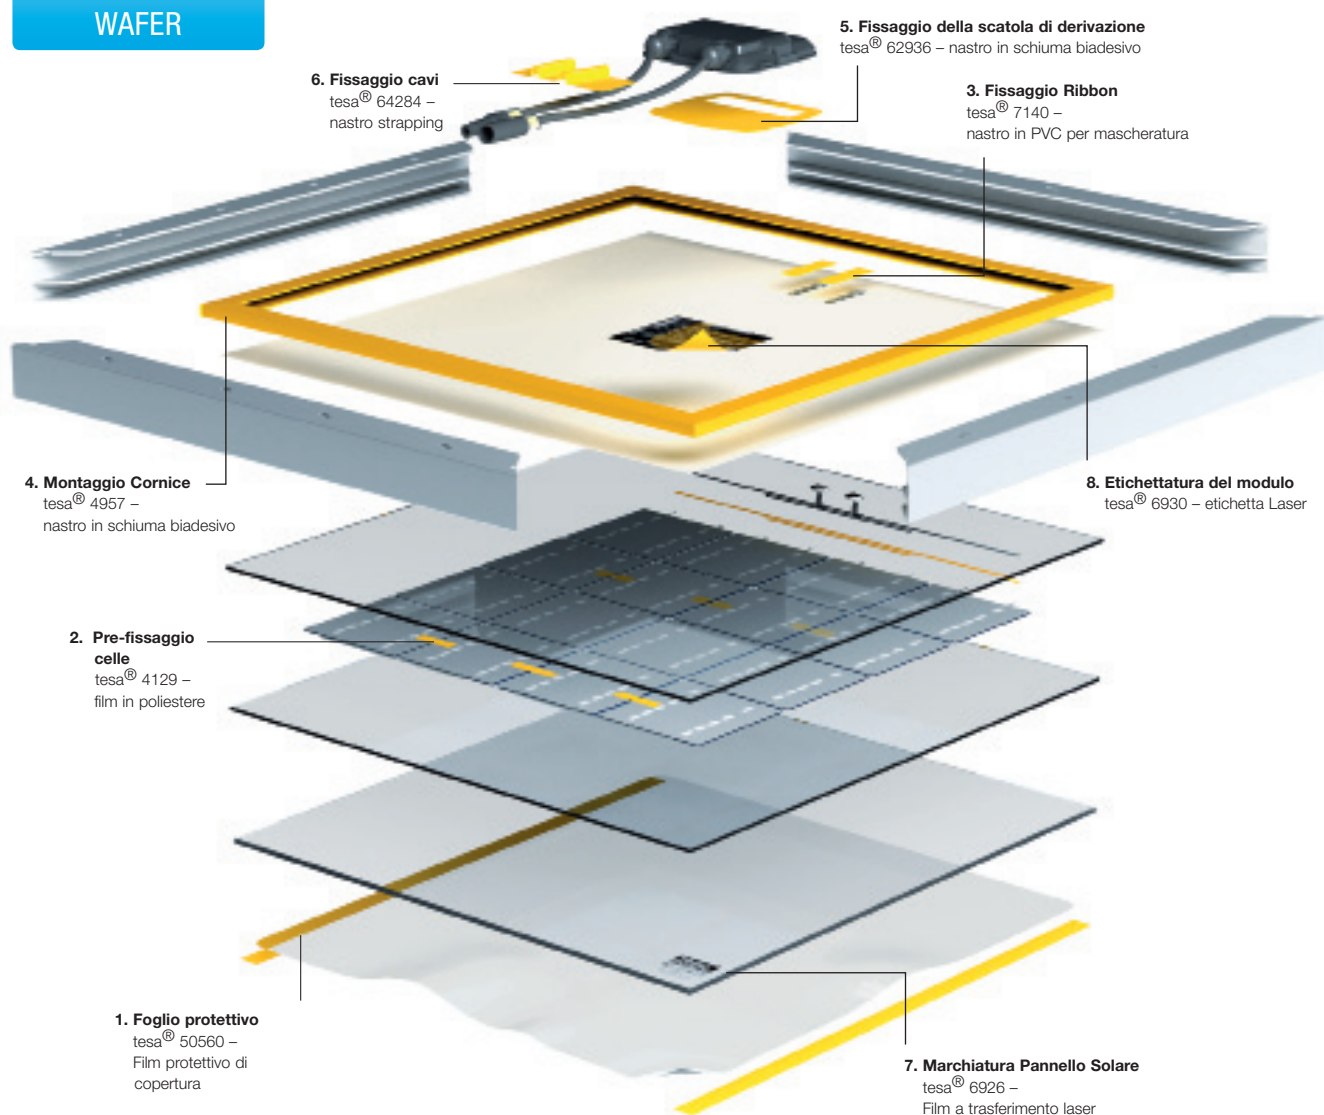 WAFER
5. Fissaggio della scatola di derivazione
tesa® 62936 – nastro in schiuma biadesivo
6. Fissaggio cavi
tesa® 64284 –
nastro strapping
3. Fissaggio Ribbon
tesa® 7140 –
nastro in PVC per mascheratura
4. Montaggio Cornice
tesa® 4957 –
nastro in schiuma biadesivo
8. Etichettatura del modulo
tesa® 6930 – etichetta Laser
2. Pre-fissaggio
celle
tesa® 4129 –
film in poliestere
1. Foglio protettivo
tesa® 50560 –
Film protettivo di
copertura
7. Marchiatura Pannello Solare
tesa® 6926 –
Film a trasferimento laser